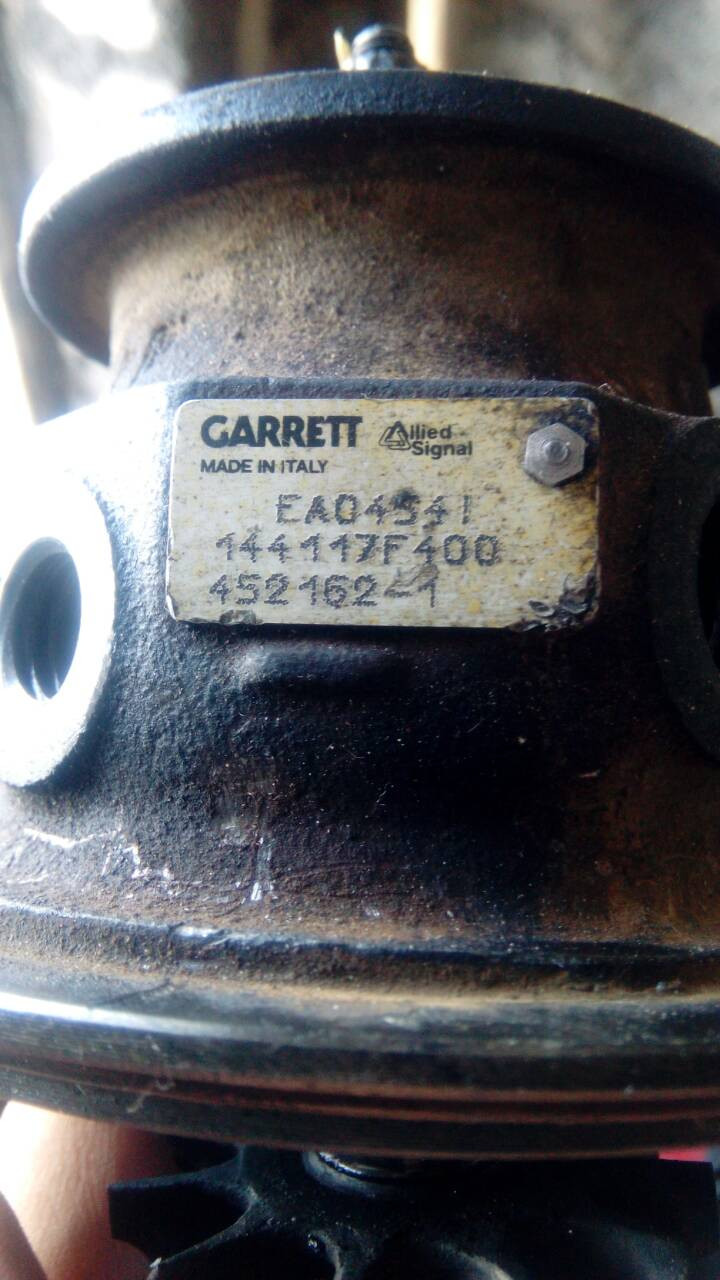 GARRETT Allied Signal
MADE IN ITALY
EA04541
144117F400
452162-1